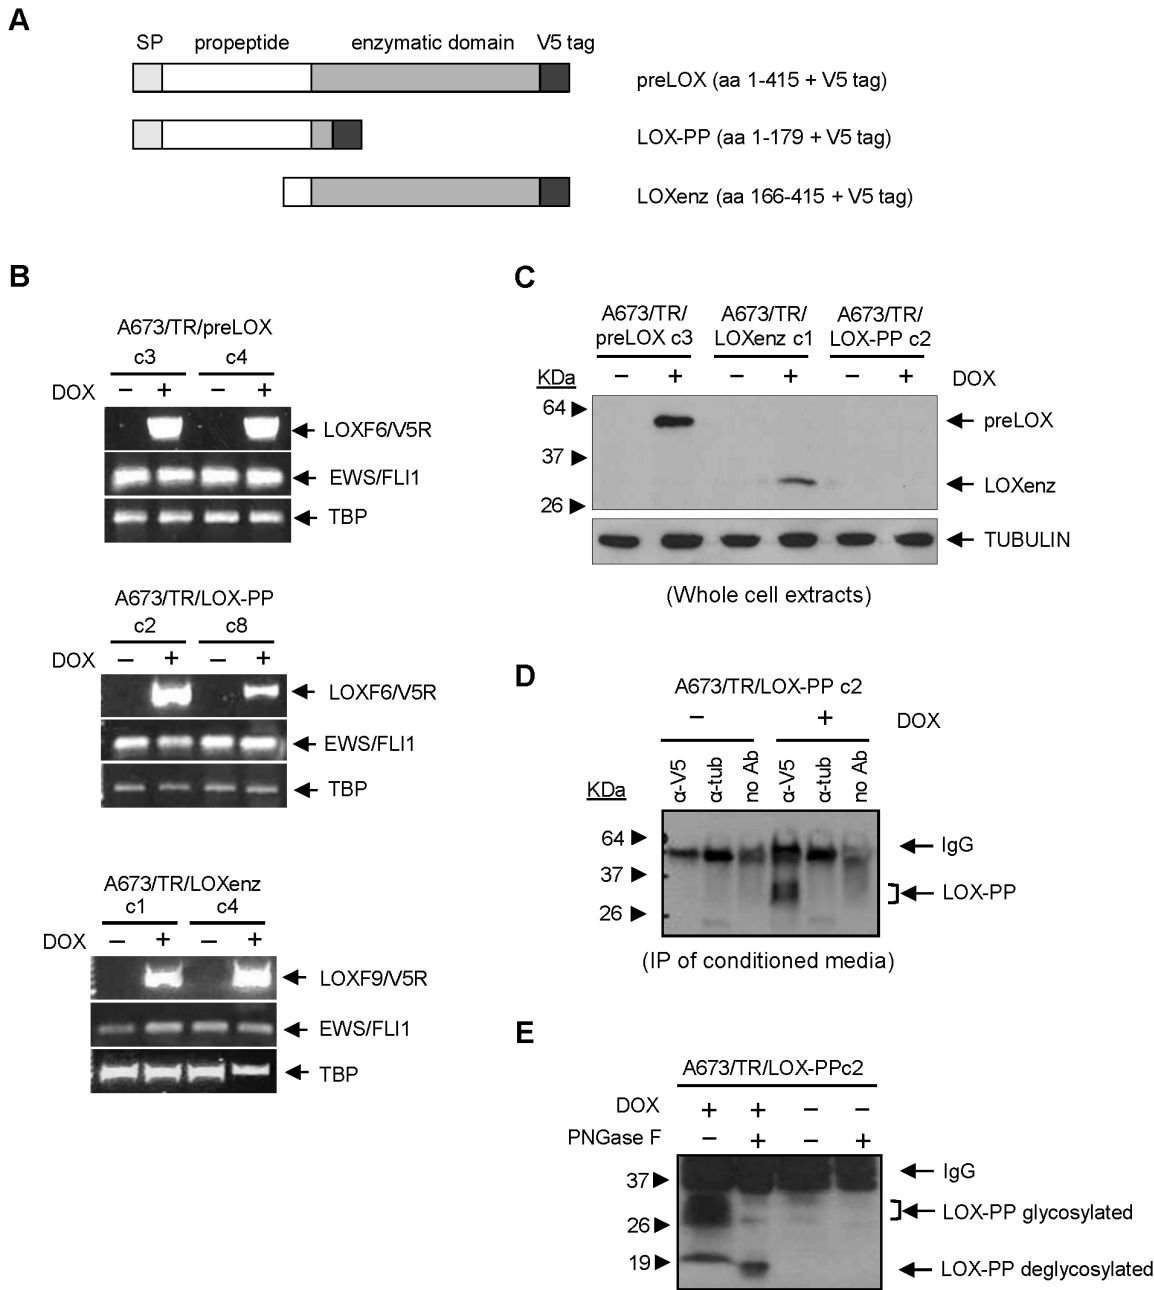 A
SP propeptide enzymatic domain V5 tag
preLOX (aa 1-415 + V5 tag)
LOX-PP (aa 1-179 + V5 tag)
LOXenz (aa 166-415 + V5 tag)
B
A673/TR/preLOX
c3 c4
DOX − + − +
LOXF6/V5R
EWS/FLI1
TBP
A673/TR/LOX-PP
c2 c8
DOX − + − +
LOXF6/V5R
EWS/FLI1
TBP
A673/TR/LOXenz
c1 c4
DOX − + − +
LOXF9/V5R
EWS/FLI1
TBP
C
A673/TR/ A673/TR/ A673/TR/
preLOX c3 LOXenz c1 LOX-PP c2
KDa − + − + − + DOX
64
preLOX
37
LOXenz
26
TUBULIN
(Whole cell extracts)
D
A673/TR/LOX-PP c2
− + DOX
KDa α-V5 α-tub no Ab α-V5 α-tub no Ab
64
IgG
37
LOX-PP
26
(IP of conditioned media)
E
A673/TR/LOX-PPc2
DOX + + − −
PNGase F − + − +
37 IgG
LOX-PP glycosylated
26
19 LOX-PP deglycosylated